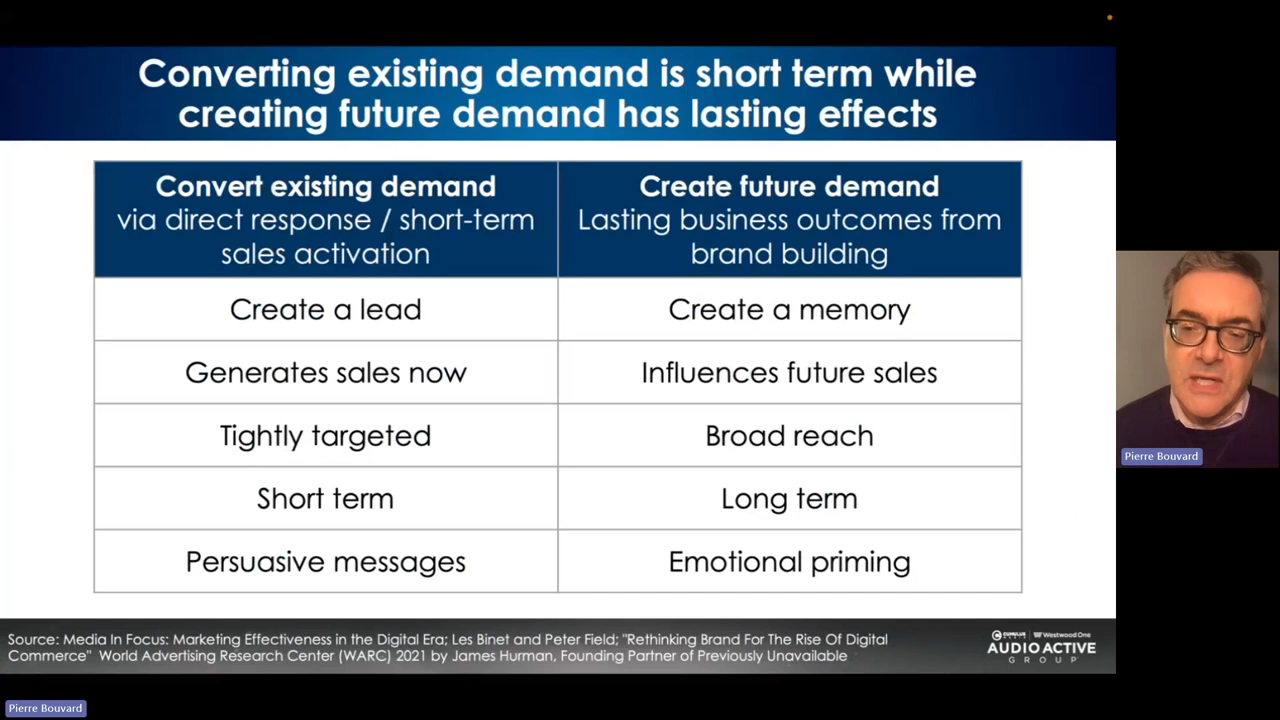 Converting existing demand is short term while
creating future demand has lasting effects
Convert existing demand
via direct response / short-term
sales activation
Create future demand
Lasting business outcomes from
brand building
Create a lead
Create a memory
Generates sales now
Influences future sales
Tightly targeted
Broad reach
Short term
Long term
Persuasive messages
Emotional priming
Source: Media In Focus: Marketing Effectiveness in the Digital Era; Les Binet and Peter Field; "Rethinking Brand For The Rise Of Digital
Commerce" World Advertising Research Center (WARC) 2021 by James Hurman, Founding Partner of Previously Unavailable
CUMULUS MEDIA | Westwood One
AUDIO ACTIVE
GROUP
Pierre Bouvard
Pierre Bouvard